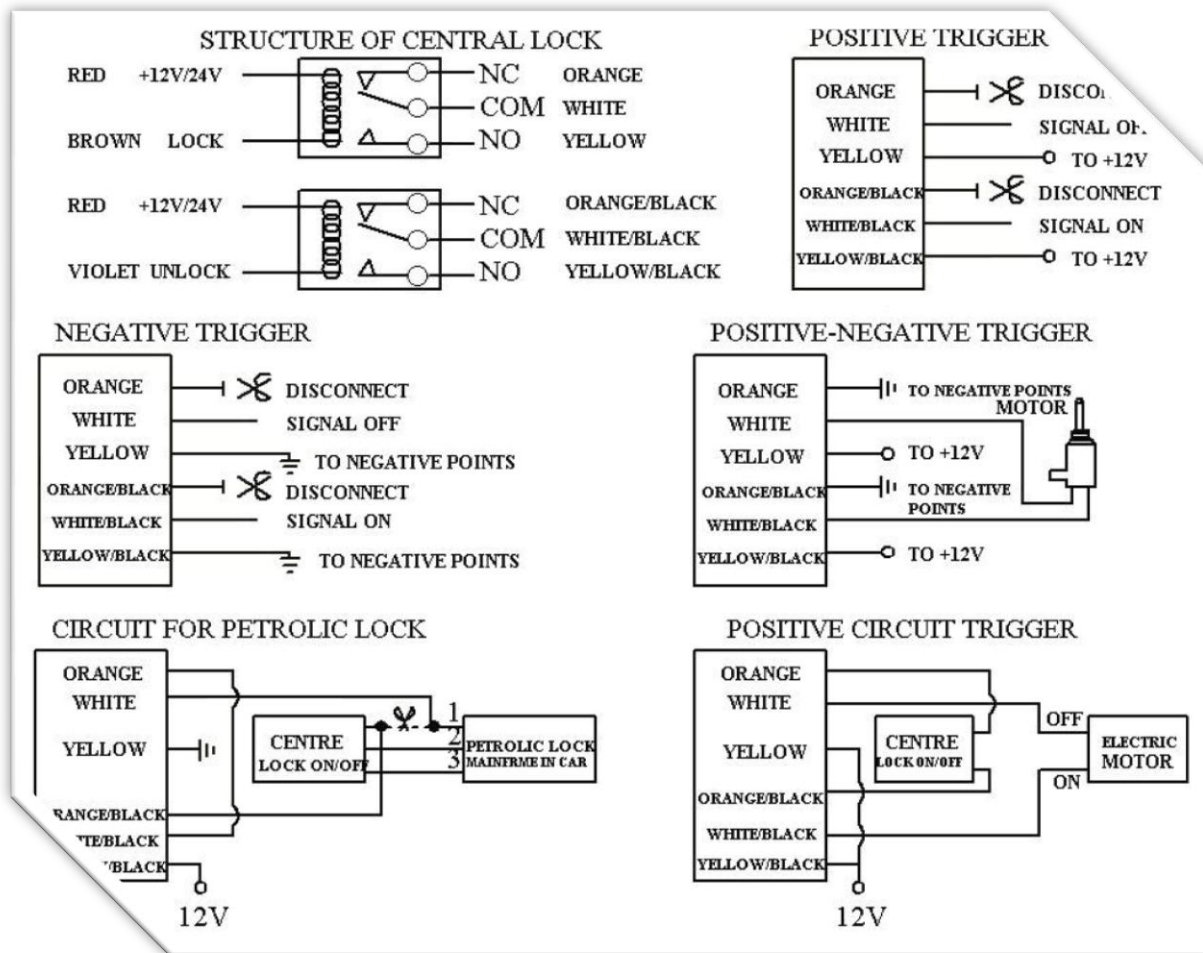 STRUCTURE OF CENTRAL LOCK
RED +12V/24V NC ORANGE
COM WHITE
BROWN LOCK NO YELLOW
RED +12V/24V NC ORANGE/BLACK
COM WHITE/BLACK
VIOLET UNLOCK NO YELLOW/BLACK
POSITIVE TRIGGER
ORANGE
WHITE SIGNAL
YELLOW TO +12V
ORANGE/BLACK DISCONNECT
WHITE/BLACK SIGNAL ON
YELLOW/BLACK TO +12V
NEGATIVE TRIGGER
ORANGE DISCONNECT
WHITE SIGNAL OFF
YELLOW TO NEGATIVE POINTS
ORANGE/BLACK DISCONNECT
WHITE/BLACK SIGNAL ON
YELLOW/BLACK TO NEGATIVE POINTS
POSITIVE-NEGATIVE TRIGGER
ORANGE TO NEGATIVE POINTS
MOTOR
WHITE
YELLOW TO +12V
ORANGE/BLACK TO NEGATIVE
POINTS
WHITE/BLACK
YELLOW/BLACK TO +12V
CIRCUIT FOR PETROLIC LOCK
ORANGE
WHITE
YELLOW
CENTRE
LOCK ON/OFF
1
2
3
PETROLIC LOCK
MAINFRME IN CAR
12V
POSITIVE CIRCUIT TRIGGER
ORANGE
WHITE
YELLOW
ORANGE/BLACK
WHITE/BLACK
YELLOW/BLACK
CENTRE
LOCK ON/OFF
OFF
ON
ELECTRIC
MOTOR
12V